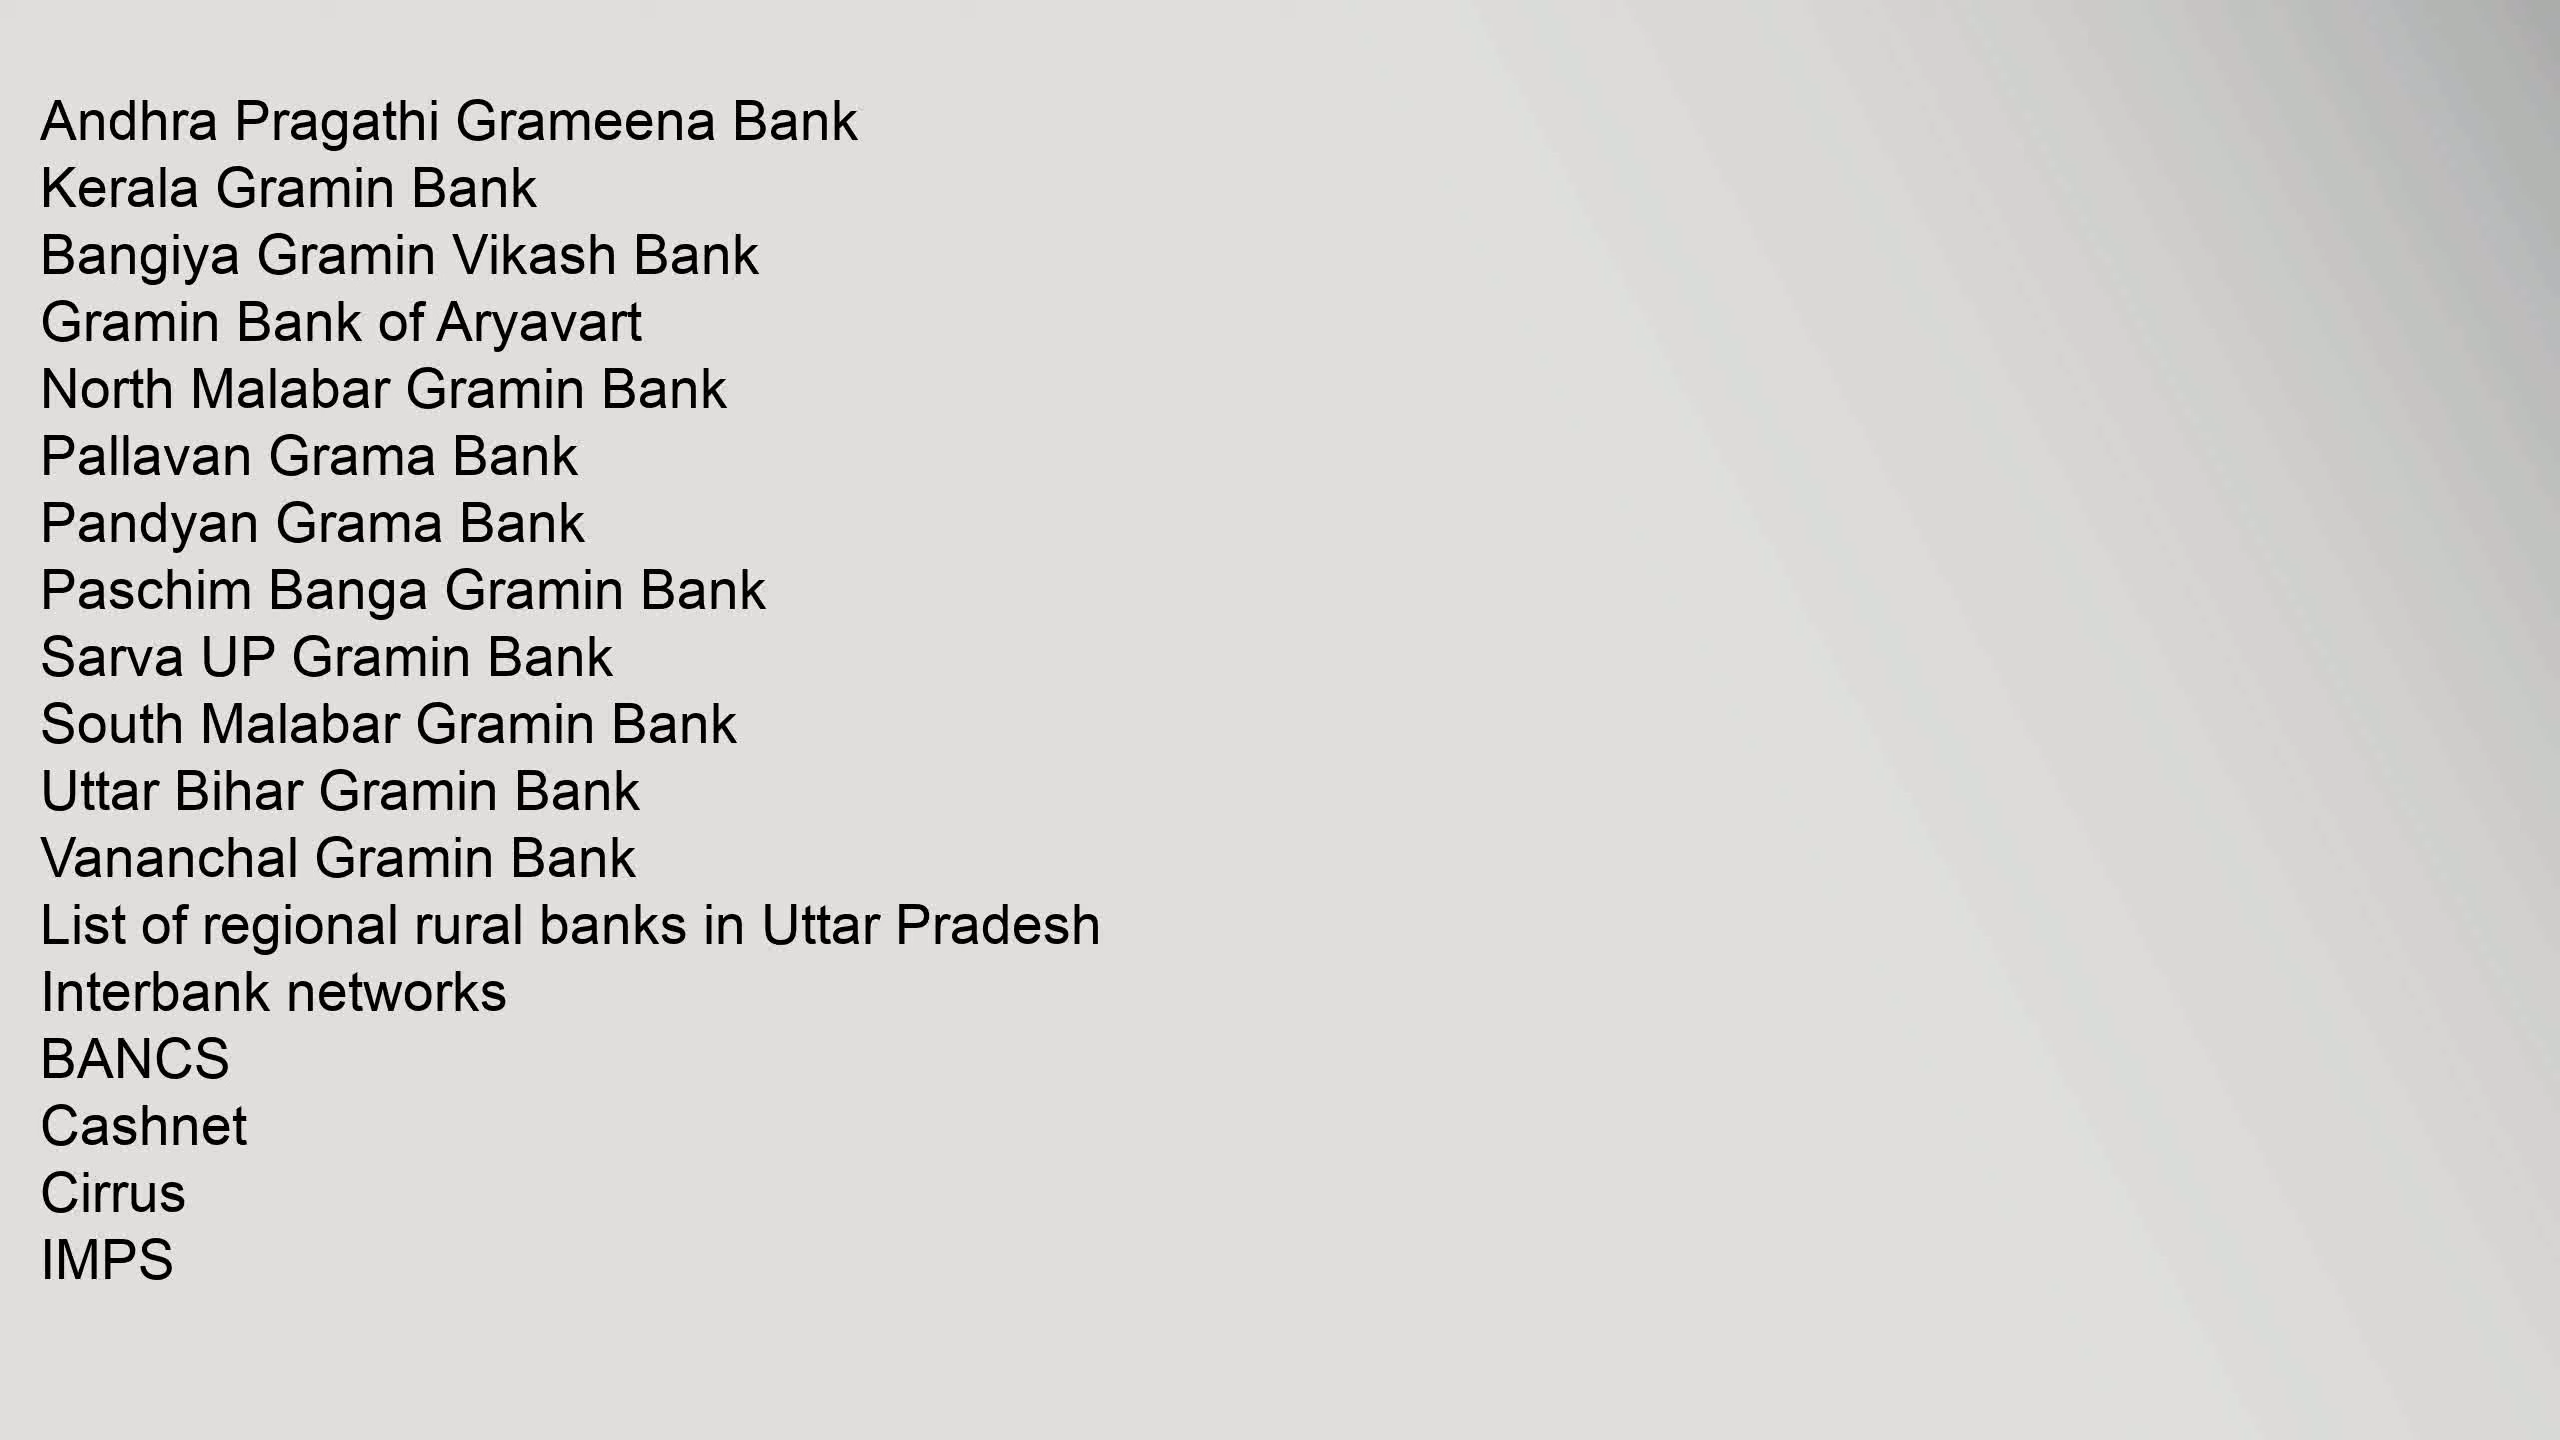 Andhra Pragathi Grameena Bank
Kerala Gramin Bank
Bangiya Gramin Vikash Bank
Gramin Bank of Aryavart
North Malabar Gramin Bank
Pallavan Grama Bank
Pandyan Grama Bank
Paschim Banga Gramin Bank
Sarva UP Gramin Bank
South Malabar Gramin Bank
Uttar Bihar Gramin Bank
Vananchal Gramin Bank
List of regional rural banks in Uttar Pradesh
Interbank networks
BANCS
Cashnet
Cirrus
IMPS